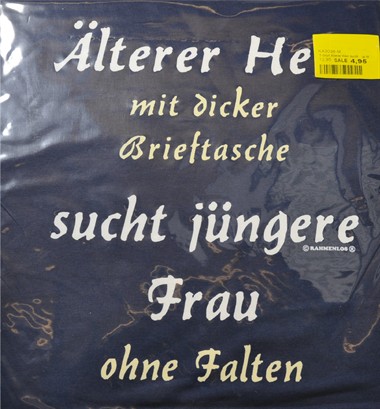 Älterer He
SALE 4,95
mit dicker
Brieftasche
sucht jüngere
© RAHMENLOS ®
Frau
ohne Falten